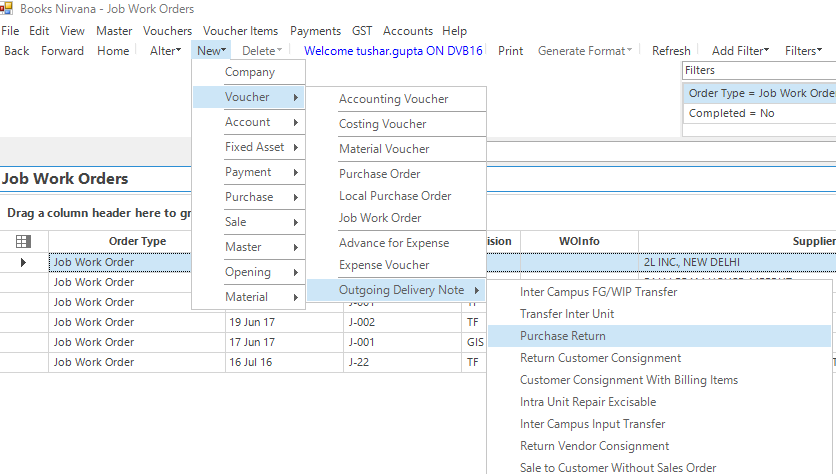 Books Nirvana - Job Work Orders
File Edit View Master Vouchers Voucher Items Payments GST Accounts Help
Back Forward Home Alter New Delete Welcome tushar.gupta ON DVB16 Print Generate Format Refresh Add Filter Filters
Company
Voucher
Account
Fixed Asset
Payment
Purchase
Sale
Master
Opening
Material
Accounting Voucher
Costing Voucher
Material Voucher
Purchase Order
Local Purchase Order
Job Work Order
Advance for Expense
Expense Voucher
Outgoing Delivery Note
Inter Campus FG/WIP Transfer
Transfer Inter Unit
Purchase Return
Return Customer Consignment
Customer Consignment With Billing Items
Intra Unit Repair Excisable
Inter Campus Input Transfer
Return Vendor Consignment
Sale to Customer Without Sales Order
Filters
Order Type = Job Work Orde
Completed = No
Job Work Orders
Drag a column header here to gr
Order Type ision WOInfo Supplier
Job Work Order 2L INC., NEW DELHI
Job Work Order
Job Work Order J-001 TF
Job Work Order 19 Jun 17 J-002 TF
Job Work Order 17 Jun 17 J-001 GIS
Job Work Order 16 Jul 16 J-22 TF